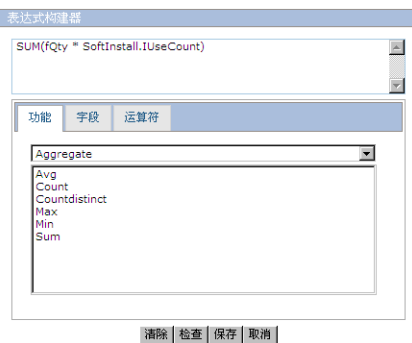 表达式构建器
SUM(fQty * SoftInstall.IUseCount)
功能 字段 运算符
Aggregate
Avg
Count
Countdistinct
Max
Min
Sum
清除 检查 保存 取消